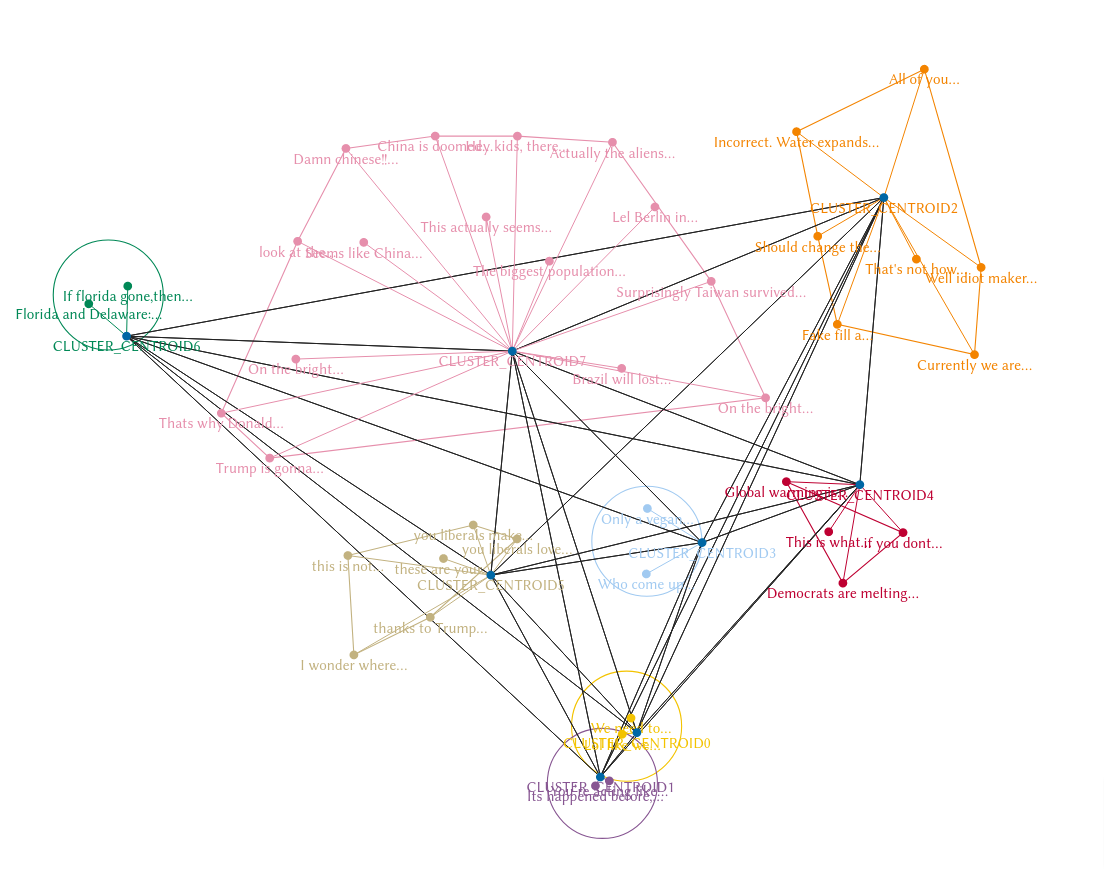 All of you...
Incorrect. Water expands...
China is doomed,...
Hey kids, there...
Actually the aliens...
Damn chinese!!...
CLUSTER_CENTROID2
Lel Berlin in...
This actually seems...
Should change the...
look at the...
Seems like China...
That's not how...
The biggest population...
Well idiot maker...
Surprisingly Taiwan survived...
If florida gone,then...
Florida and Delaware:...
Fake fill a...
CLUSTER_CENTROID6
CLUSTER_CENTROID7
Currently we are...
On the bright...
Brazil will lost...
On the bright...
Thats why Donald...
Trump is gonna...
Global warming is...
CLUSTER_CENTROID4
Only a vegan...
you liberals make...
This is what...
if you dont...
you liberals love...
CLUSTER_CENTROID3
this is not...
these are your...
Who come up...
CLUSTER_CENTROID5
Democrats are melting...
thanks to Trump...
I wonder where...
We need to...
CLUSTER_CENTROID0
CLUSTER_CENTROID1
Its happened before,...